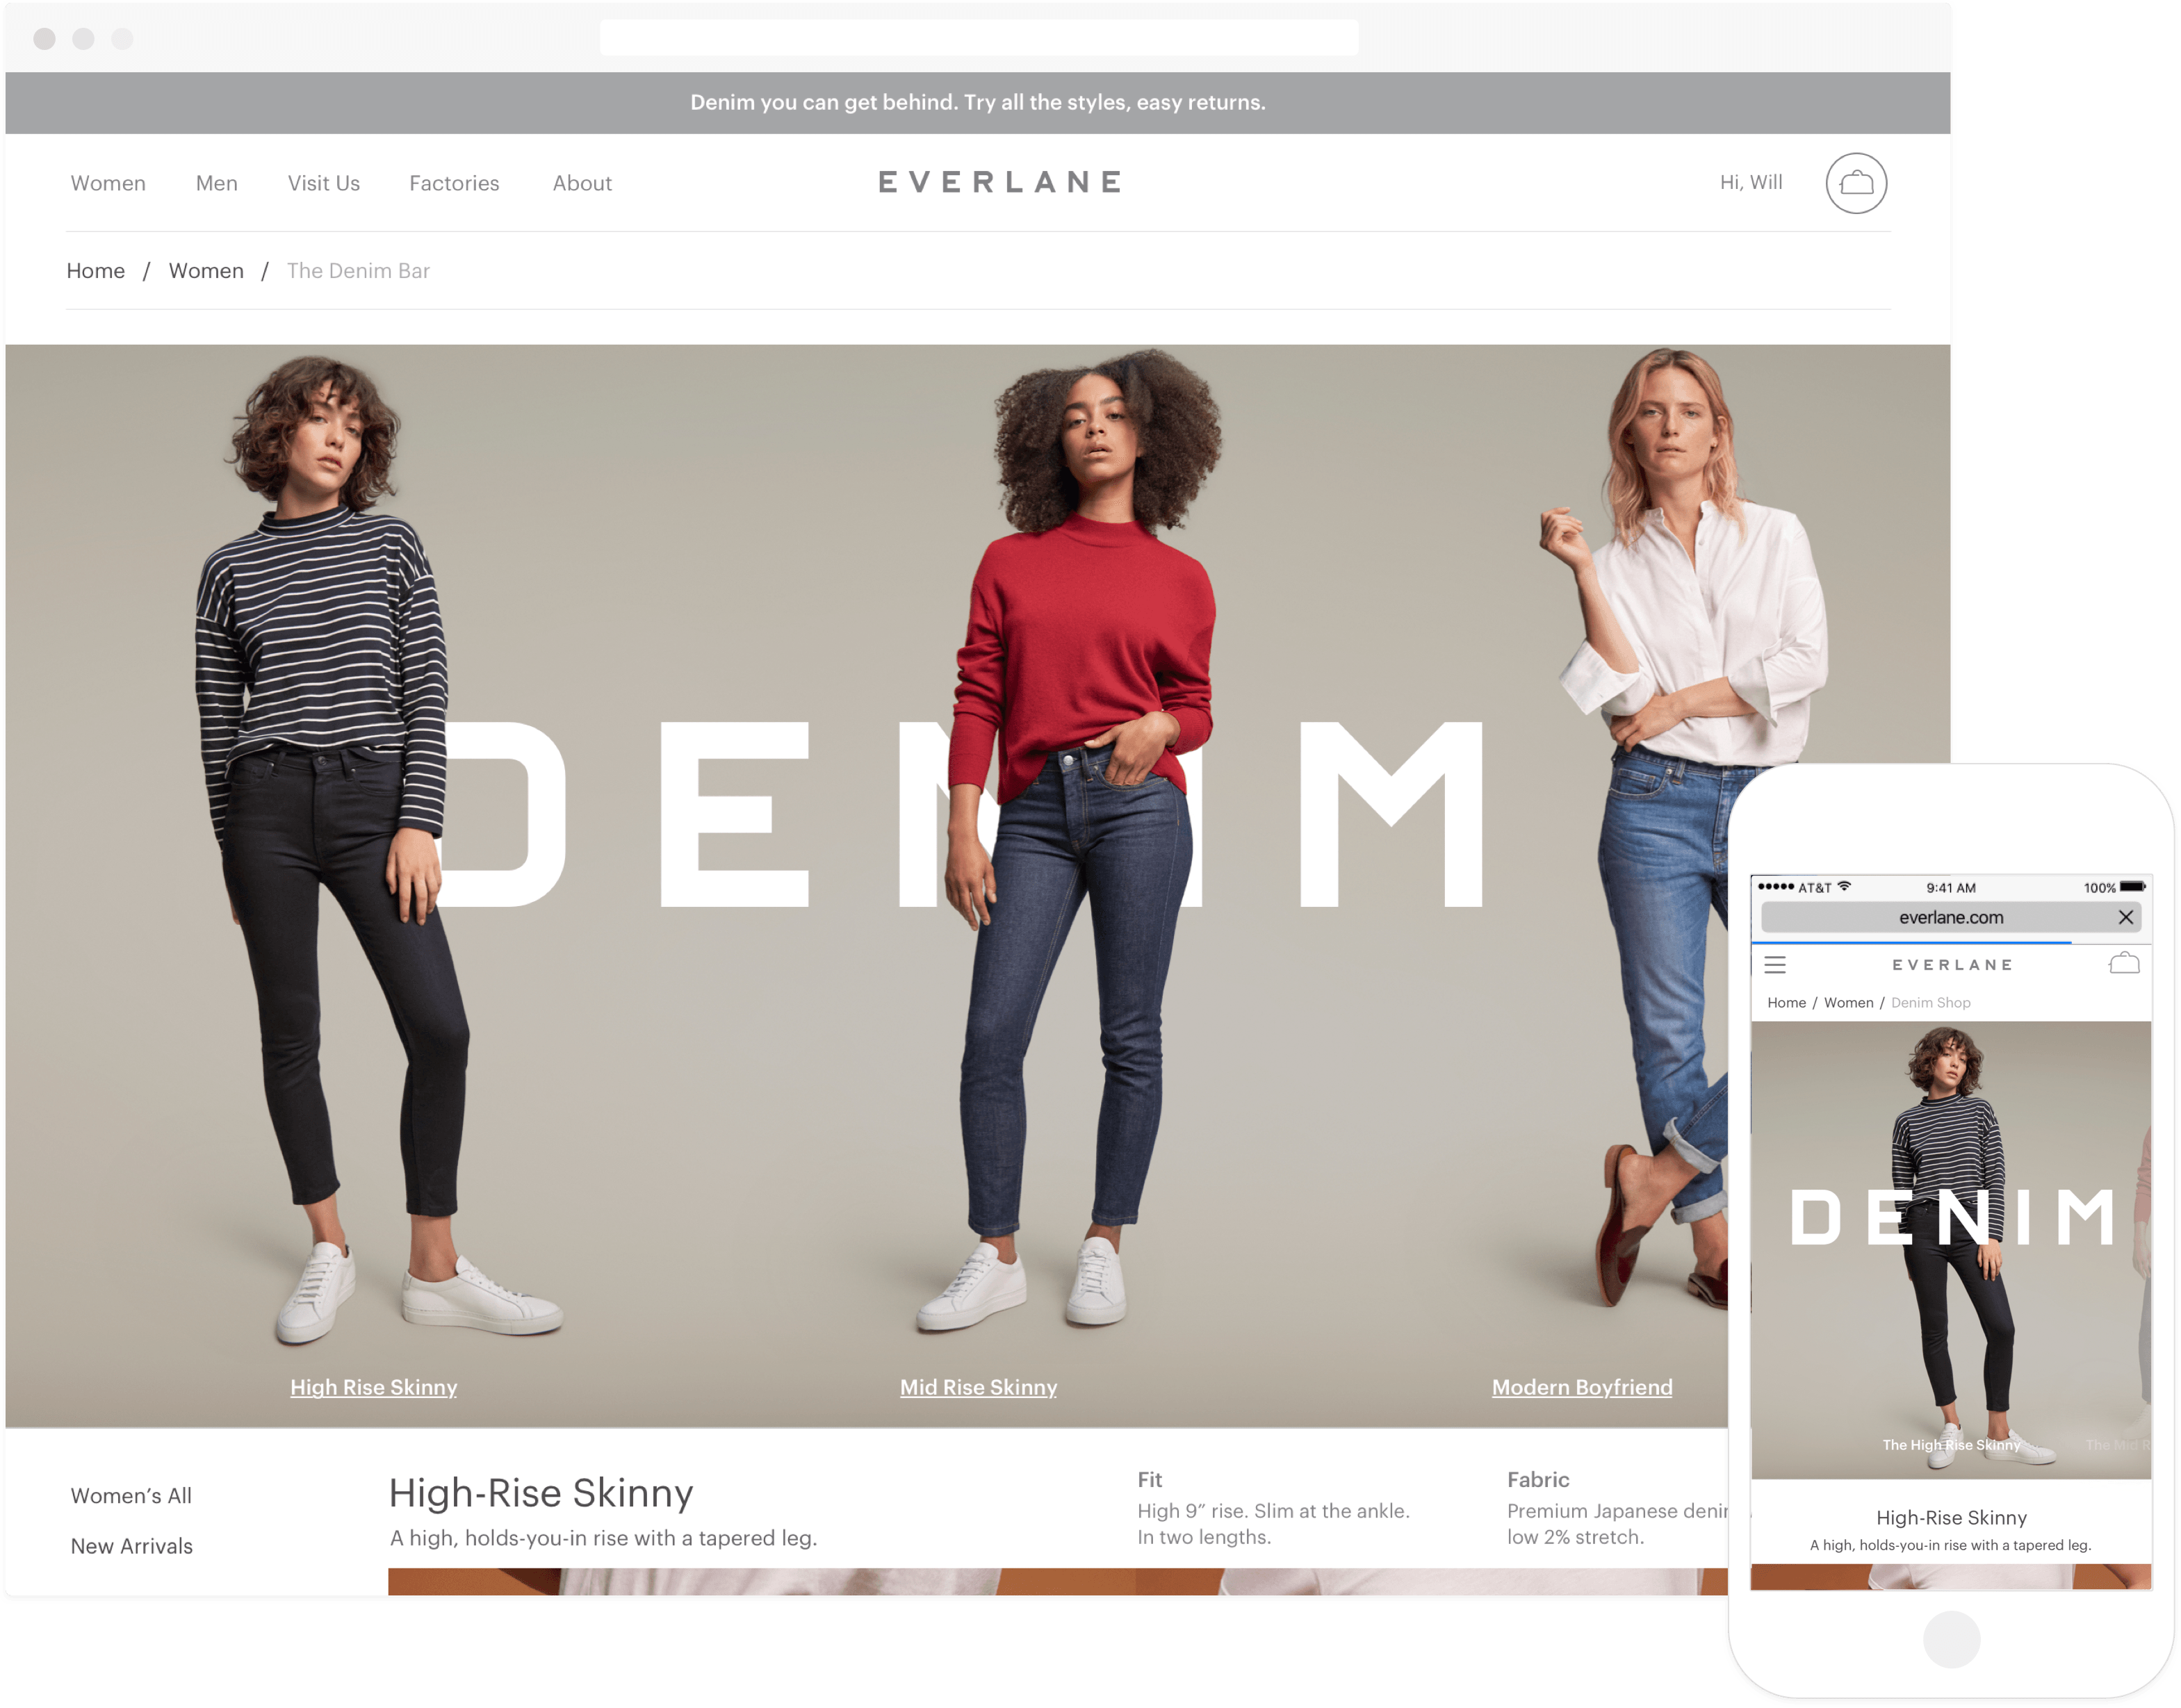 Denim you can get behind. Try all the styles, easy returns.
Women Men Visit Us Factories About EVERLANE Hi, Will
Home / Women / The Denim Bar
DENIM
High Rise Skinny Mid Rise Skinny Modern Boyfriend
Women’s All
New Arrivals
High-Rise Skinny
A high, holds-you-in rise with a tapered leg.
Fit
High 9” rise. Slim at the ankle.
In two lengths.
Fabric
Premium Japanese
low 2% stretch.
AT&T 9:41 AM 100%
everlane.com
EVERLANE
Home / Women / Denim Shop
DENIM
The High Rise Skinny The Mid R
High-Rise Skinny
A high, holds-you-in rise with a tapered leg.